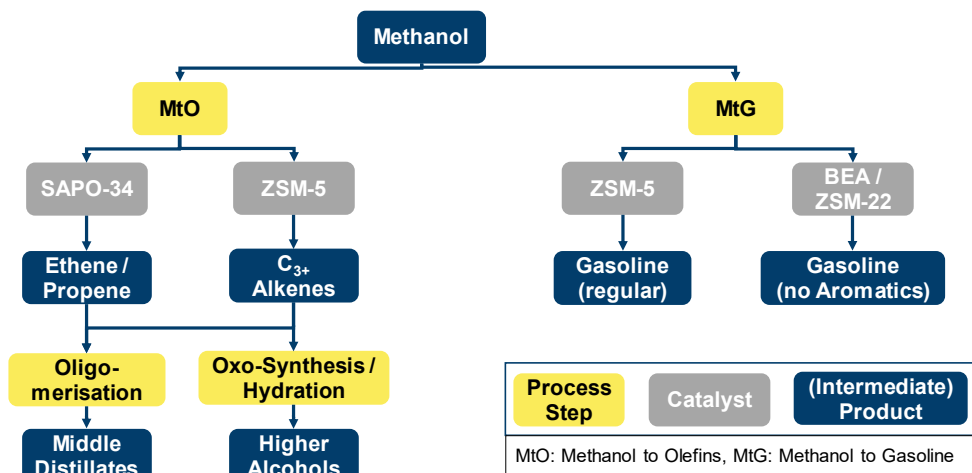 Methanol
MtO
MtG
SAPO-34
ZSM-5
ZSM-5
BEA /
ZSM-22
Ethene /
Propene
C₃₊
Alkenes
Gasoline
(regular)
Gasoline
(no Aromatics)
Oligo-
merisation
Oxo-Synthesis /
Hydration
Middle
Distillates
Higher
Alcohols
Process
Step
Catalyst
(Intermediate)
Product
MtO: Methanol to Olefins, MtG: Methanol to Gasoline